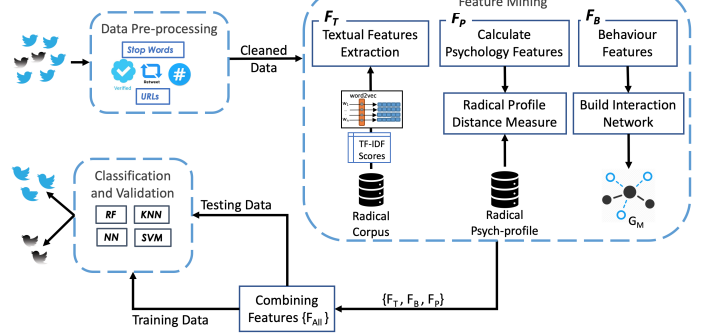 Feature Mining
Data Pre-processing
Stop Words
Verified
Retweet
#
URLs
Cleaned
Data
F_T
Textual Features
Extraction
word2vec
TF-IDF
Scores
Radical
Corpus
F_P
Calculate
Psychology Features
Radical Profile
Distance Measure
Radical
Psych-profile
F_B
Behaviour
Features
Build Interaction
Network
G_M
Classification
and Validation
RF
KNN
NN
SVM
Testing Data
Training Data
Combining
Features {F_All}
{F_T , F_B , F_P}